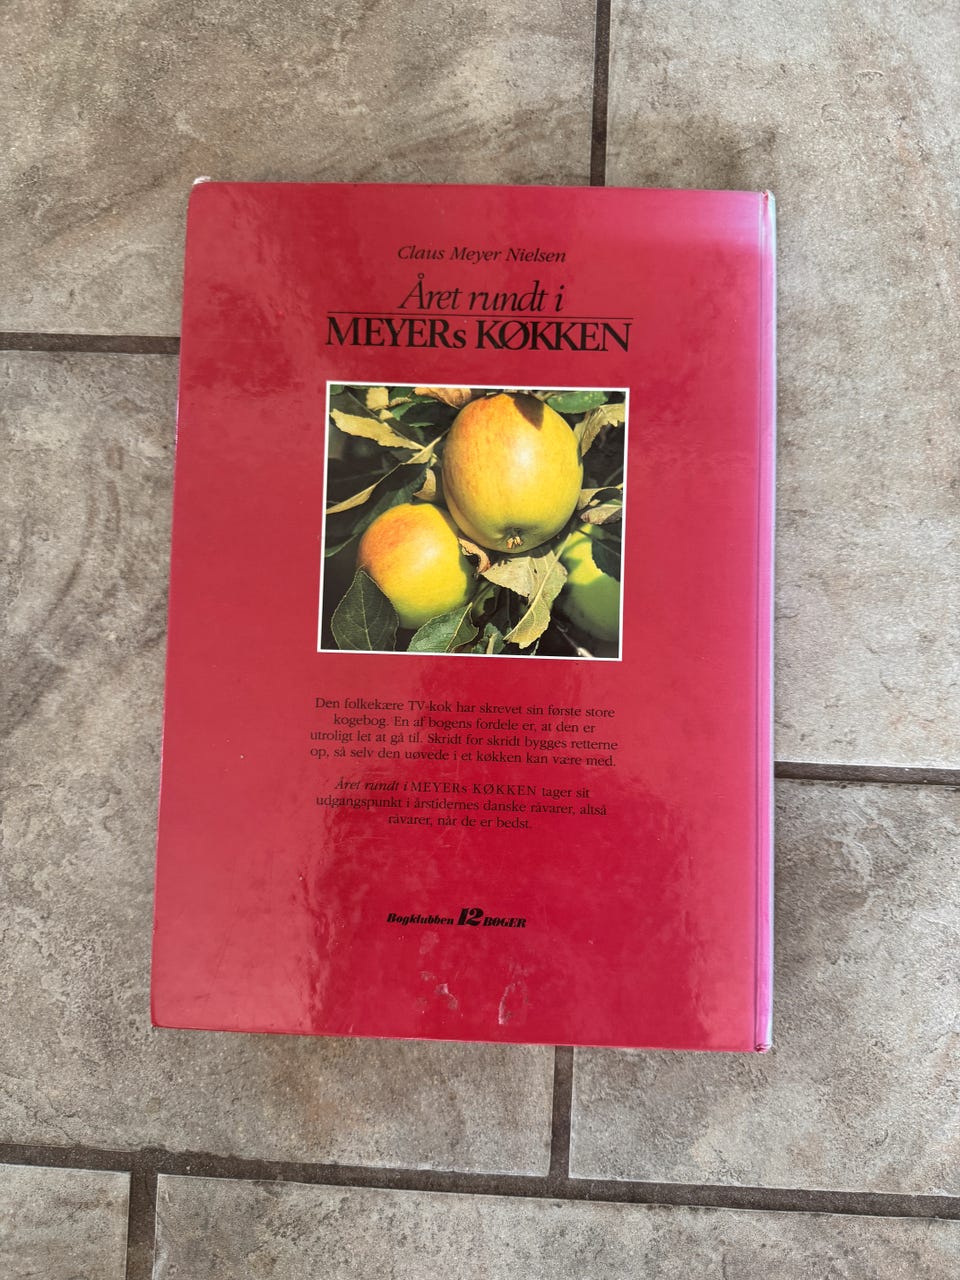 Claus Meyer Nielsen
Året rundt i
MEYERs KØKKEN
Den folkekære TV-kok har skrevet sin første store
kogebog. En af bogens fordele er, at den er
utroligt let at gå til. Skridt for skridt bygges retterne
op, så selv den uøvede i et køkken kan være med.
Året rundt i MEYERs KØKKEN tager sit
udgangspunkt i årstidernes danske råvarer, altså
råvarer, når de er bedst.
Bogklubben 12 BØGER